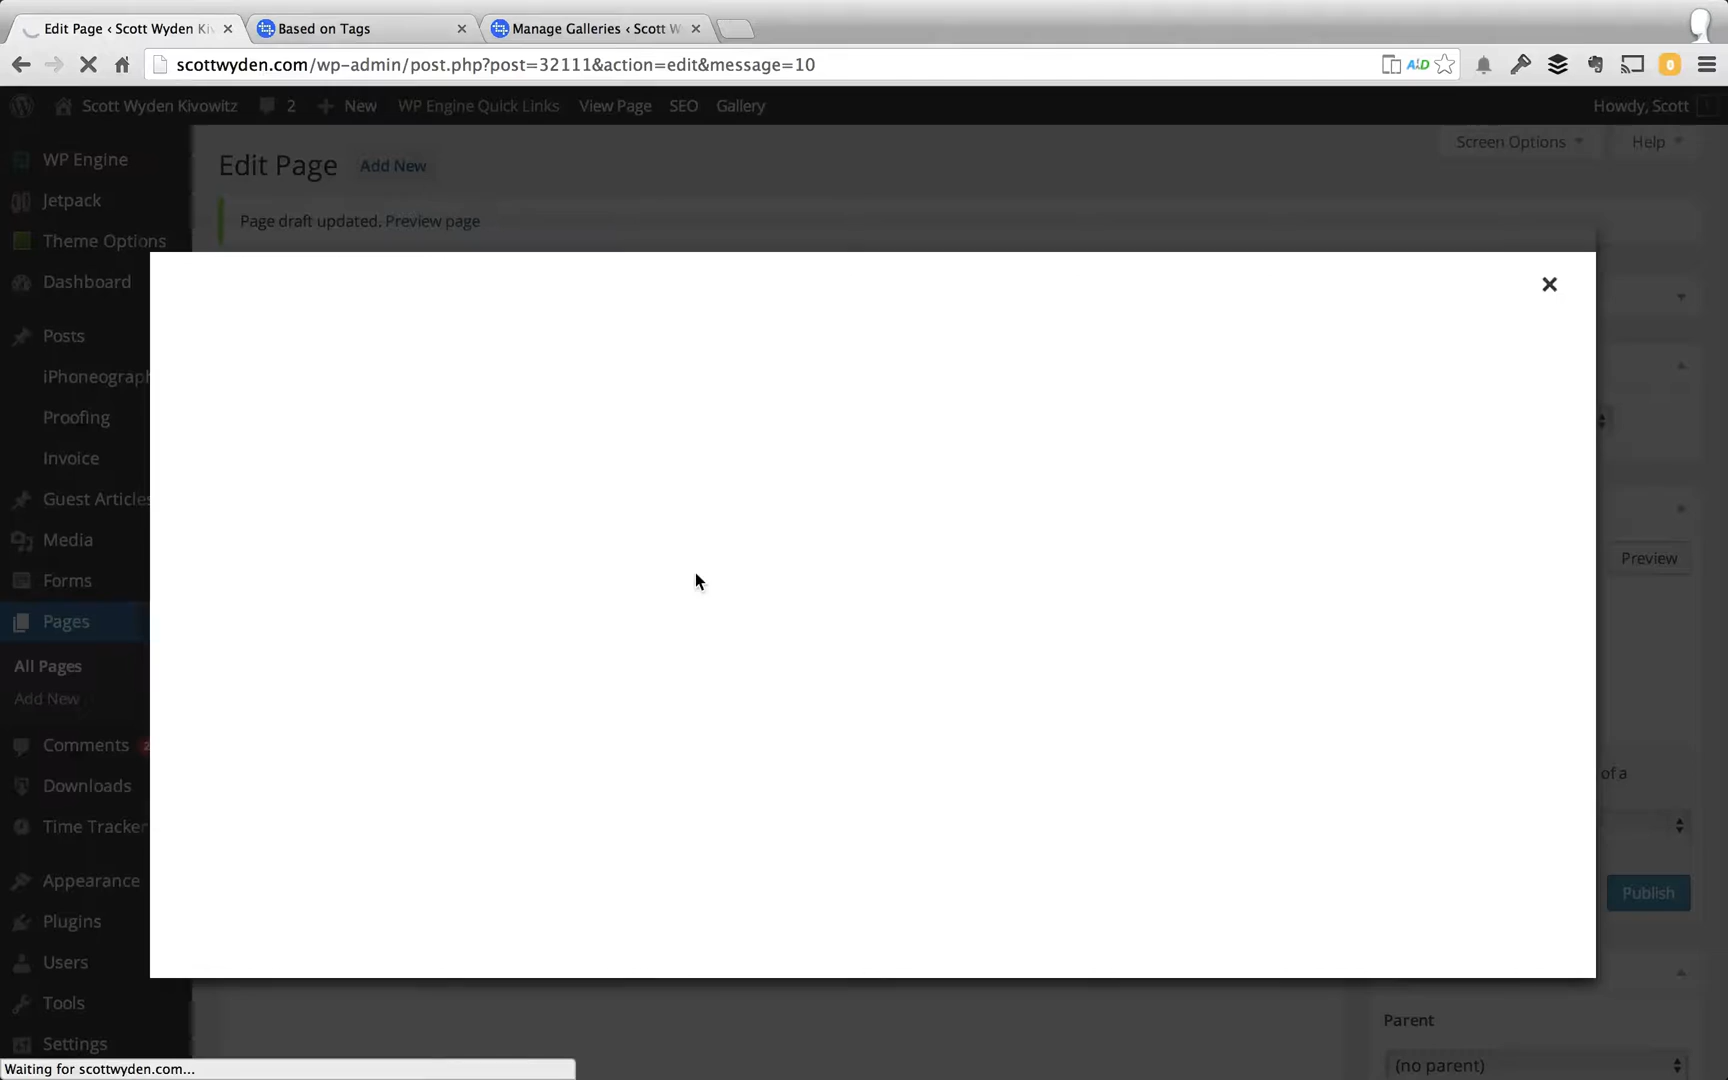 Edit Page ‹ Scott Wyden Ki
Based on Tags
Manage Galleries ‹ Scott W
scottwyden.com/wp-admin/post.php?post=32111&action=edit&message=10
A\D
0
Scott Wyden Kivowitz
2
New
WP Engine Quick Links
View Page
SEO
Gallery
Howdy, Scott
WP Engine
Jetpack
Theme Options
Dashboard
Posts
iPhoneograph
Proofing
Invoice
Guest Articles
Media
Forms
Pages
All Pages
Add New
Comments 2
Downloads
Time Tracker
Appearance
Plugins
Users
Tools
Settings
Edit Page Add New
Screen Options
Help
Page draft updated. Preview page
Preview
of a
Publish
Parent
(no parent)
Waiting for scottwyden.com...